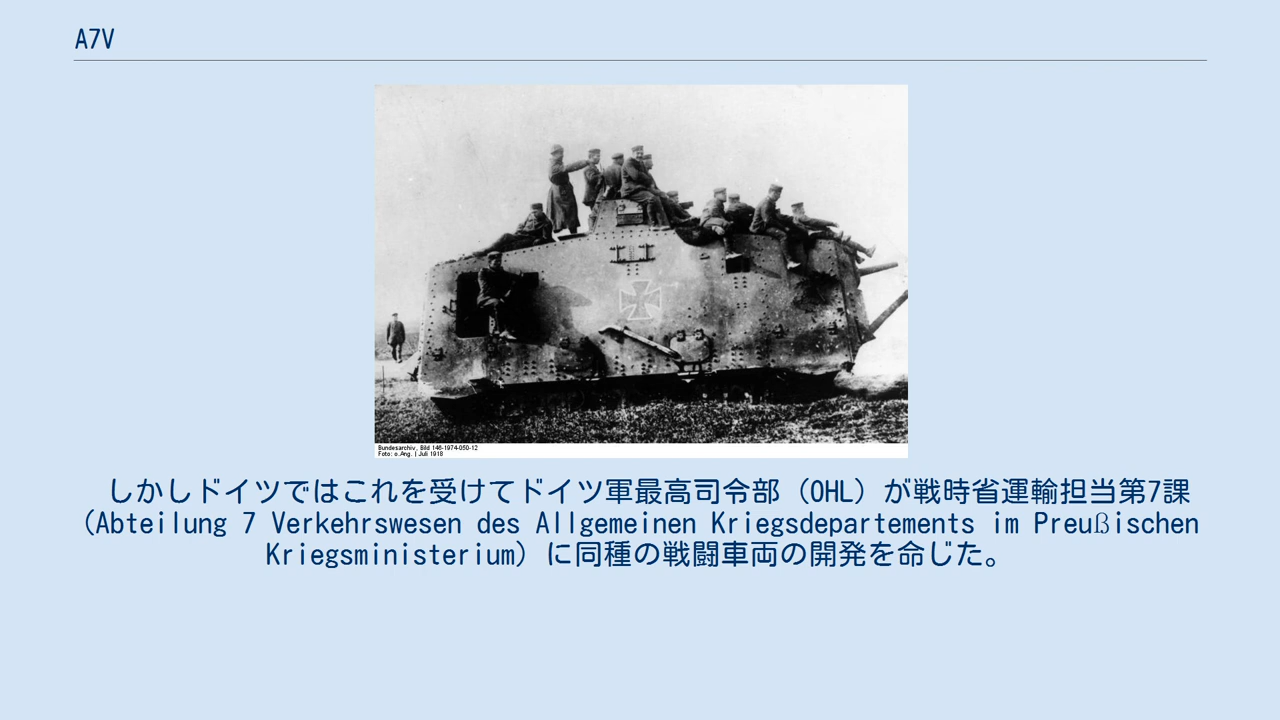 A7V
Bundesarchiv, Bild 146-1974-050-12
Foto: o.Ang. | Juli 1918
しかしドイツではこれを受けてドイツ軍最高司令部（OHL）が戦時省運輸担当第7課
（Abteilung 7 Verkehrswesen des Allgemeinen Kriegsdepartements im Preußischen
Kriegsministerium）に同種の戦闘車両の開発を命じた。